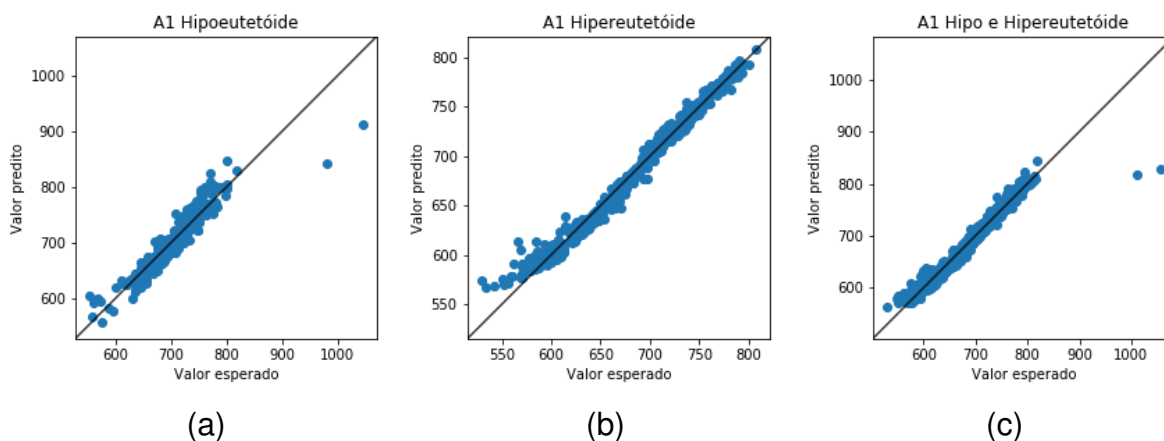 A1 Hipoeutetóide
1000
900
800
700
600
Valor predito
600 700 800 900 1000
Valor esperado
(a)
A1 Hipereutetóide
800
750
700
650
600
550
Valor predito
550 600 650 700 750 800
Valor esperado
(b)
A1 Hipo e Hipereutetóide
1000
900
800
700
600
Valor predito
600 700 800 900 1000
Valor esperado
(c)